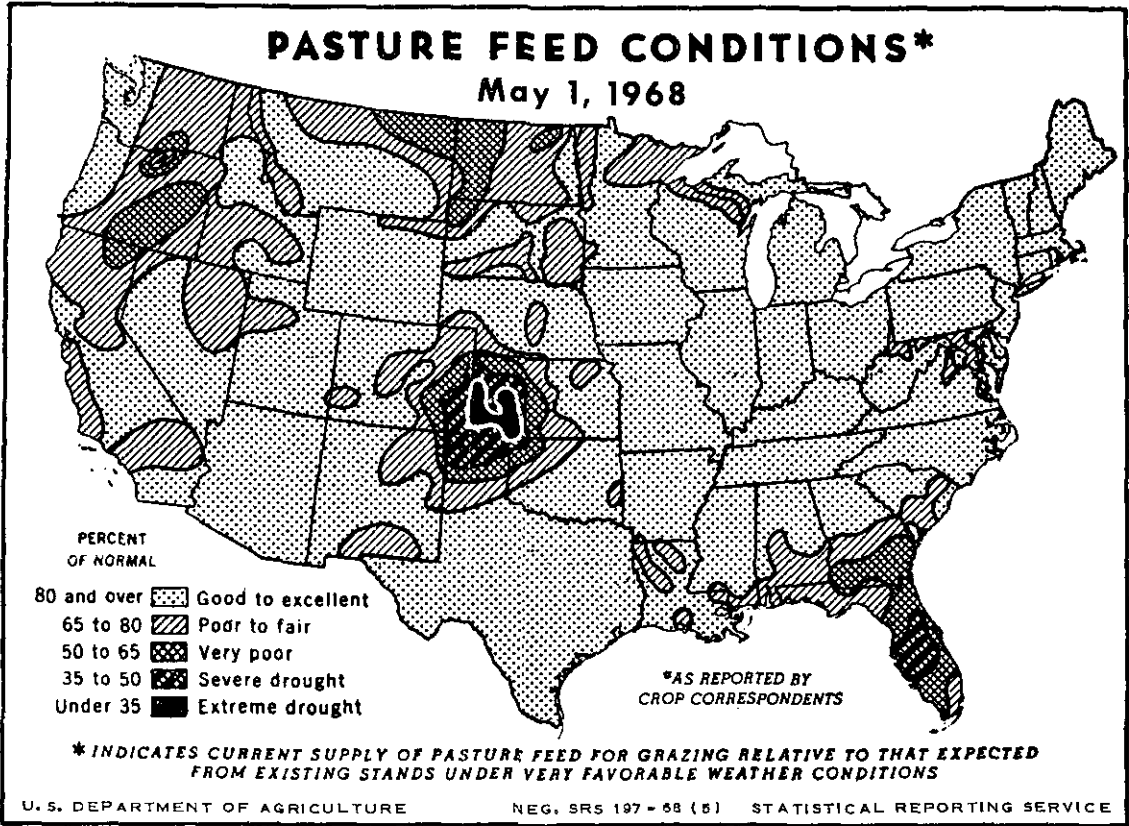 PASTURE FEED CONDITIONS*
May 1, 1968
PERCENT
OF NORMAL
80 and over Good to excellent
65 to 80 Poor to fair
50 to 65 Very poor
35 to 50 Severe drought
Under 35 Extreme drought
*AS REPORTED BY
CROP CORRESPONDENTS
* INDICATES CURRENT SUPPLY OF PASTURE FEED FOR GRAZING RELATIVE TO THAT EXPECTED
FROM EXISTING STANDS UNDER VERY FAVORABLE WEATHER CONDITIONS
U. S. DEPARTMENT OF AGRICULTURE NEG. SRS 197 - 68 (5) STATISTICAL REPORTING SERVICE